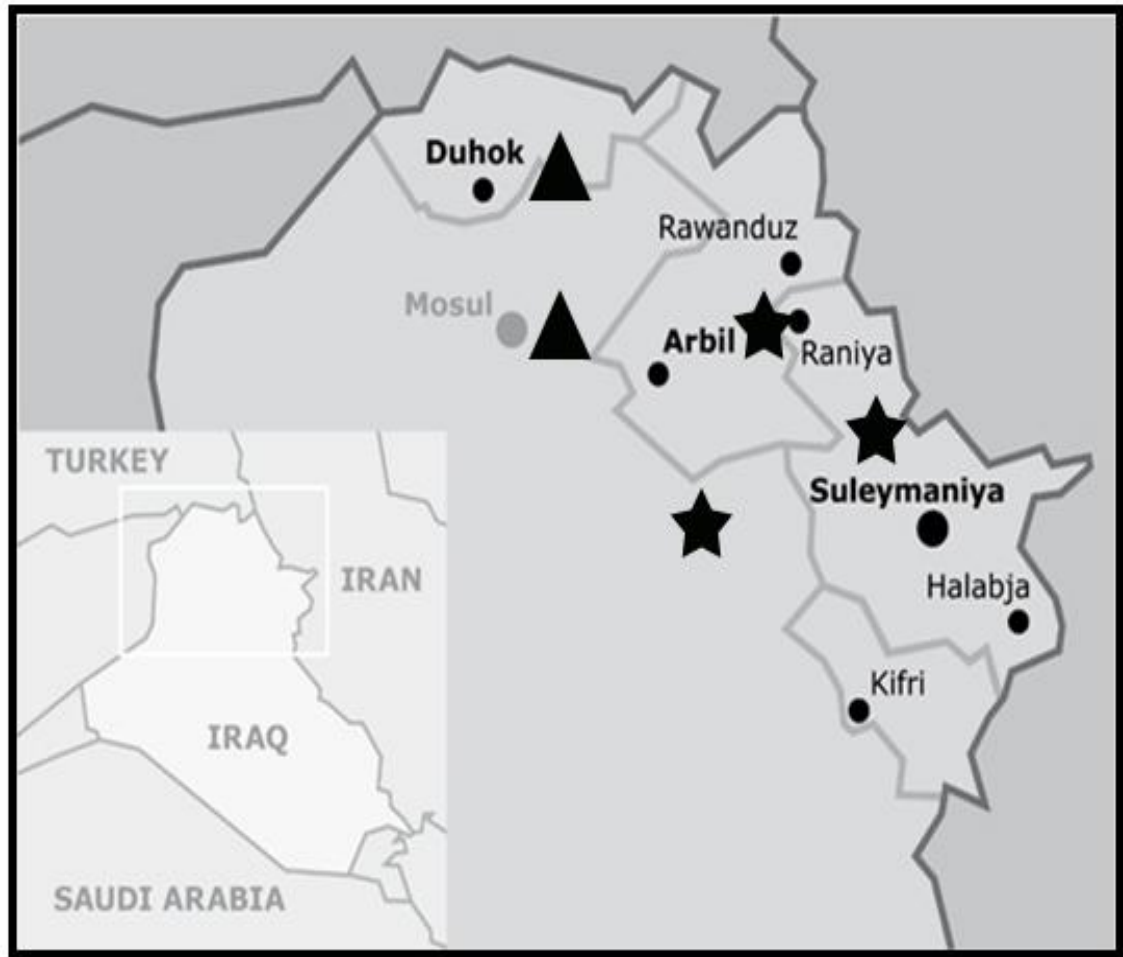 Duhok
Rawanduz
Mosul
Arbil
Raniya
TURKEY
Suleymaniya
IRAN
Halabja
Kifri
IRAQ
SAUDI ARABIA